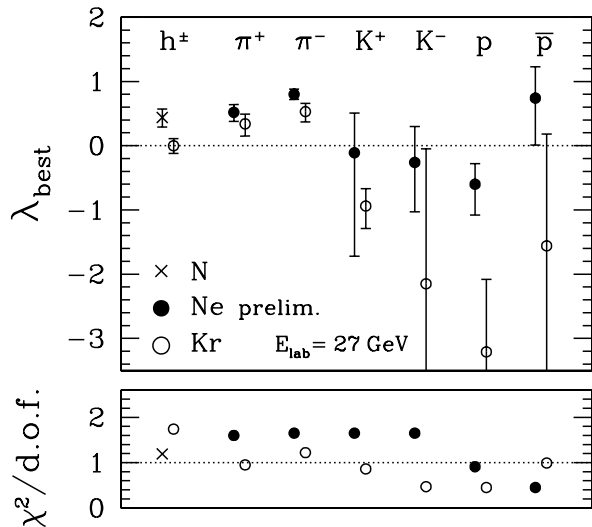 2
h± π+ π− K+ K− p p̅
1
0
λbest
−1
−2
−3
N
Ne prelim.
Kr Elab = 27 GeV
2
1
0
χ²/d.o.f.